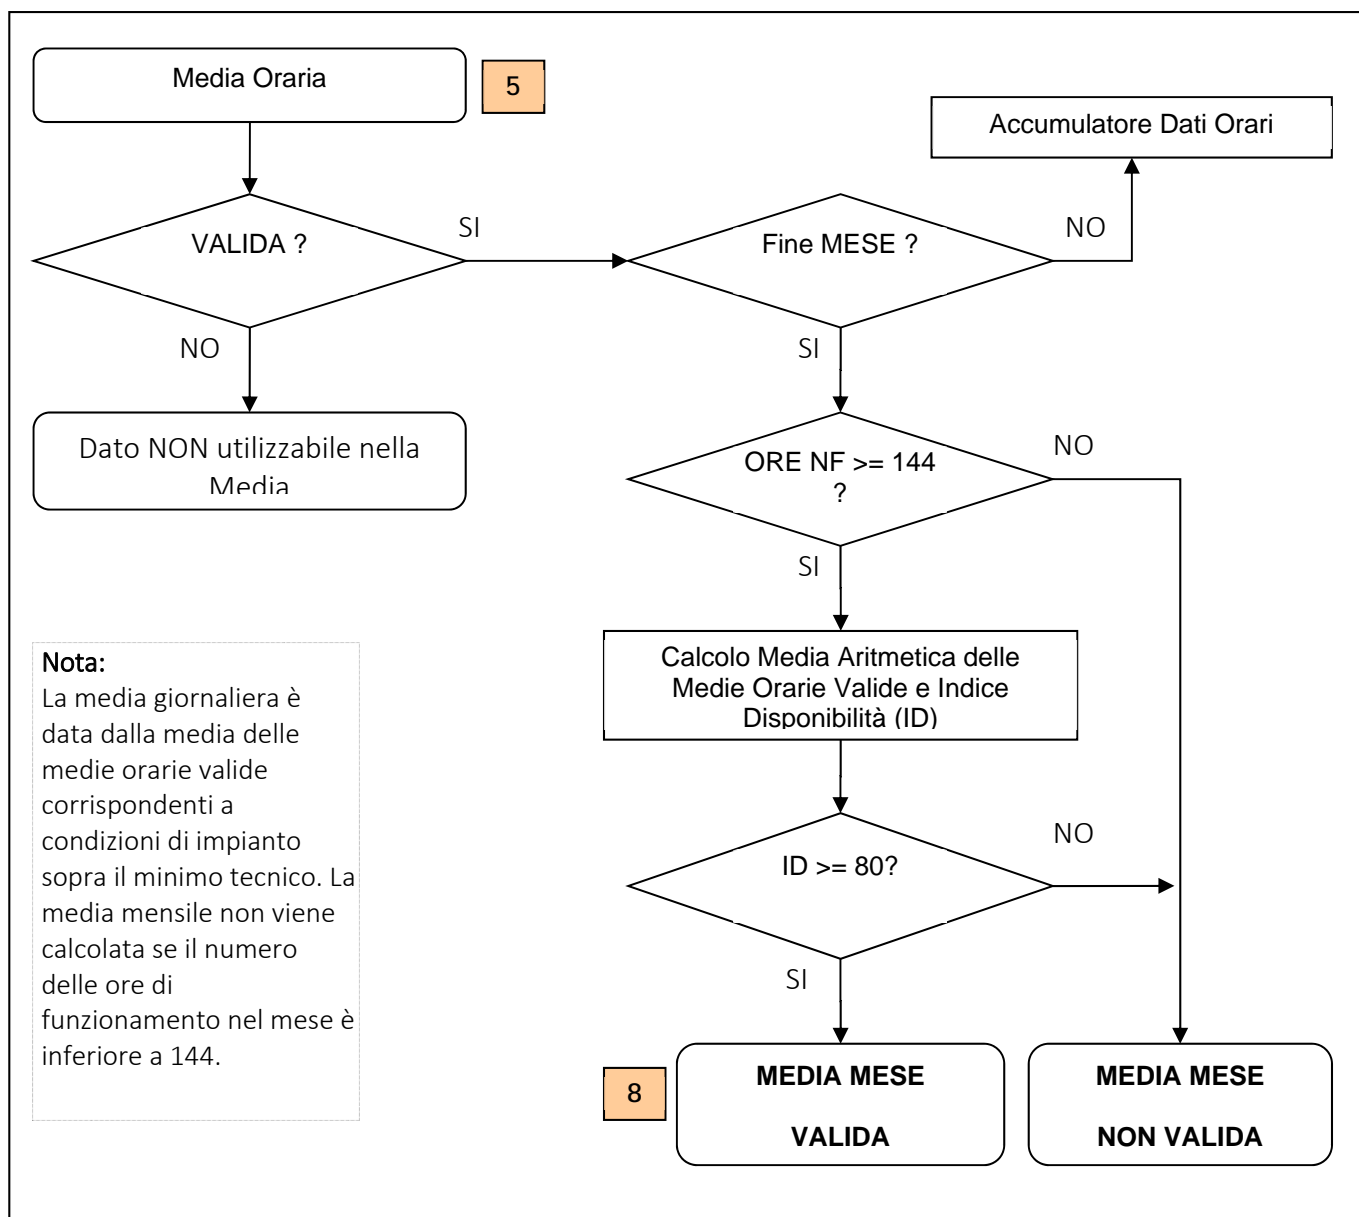 Media Oraria
5
Accumulatore Dati Orari
VALIDA ?
SI
Fine MESE ?
NO
NO
SI
Dato NON utilizzabile nella
Media
ORE NF >= 144
?
NO
SI
Calcolo Media Aritmetica delle
Medie Orarie Valide e Indice
Disponibilità (ID)
Nota:
La media giornaliera è
data dalla media delle
medie orarie valide
corrispondenti a
condizioni di impianto
sopra il minimo tecnico. La
media mensile non viene
calcolata se il numero
delle ore di
funzionamento nel mese è
inferiore a 144.
ID >= 80?
NO
SI
8
MEDIA MESE
VALIDA
MEDIA MESE
NON VALIDA